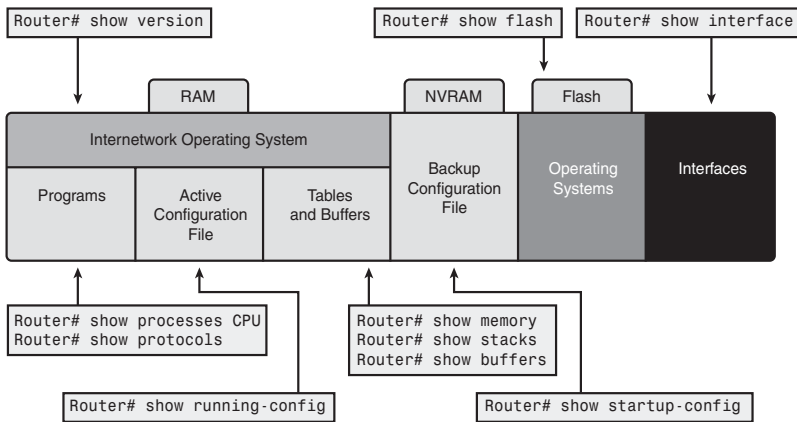 Router# show version
Router# show flash
Router# show interface
RAM
NVRAM
Flash
Internetwork Operating System
Programs
Active
Configuration
File
Tables
and Buffers
Backup
Configuration
File
Operating
Systems
Interfaces
Router# show processes CPU
Router# show protocols
Router# show memory
Router# show stacks
Router# show buffers
Router# show running-config
Router# show startup-config